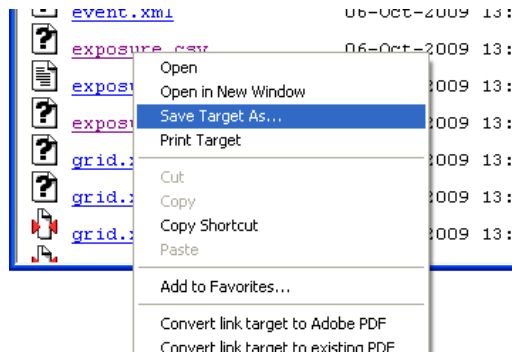 event.xml 06-Oct-2009 13:
exposure.csv 06-Oct-2009 13:
Open
exposu 2009 13:
Open in New Window
Save Target As...
exposu 2009 13:
Print Target
grid.x 2009 13:
Cut
grid.x 2009 13:
Copy
Copy Shortcut
grid.x 2009 13:
Paste
Add to Favorites...
Convert link target to Adobe PDF
Convert link target to existing PDF